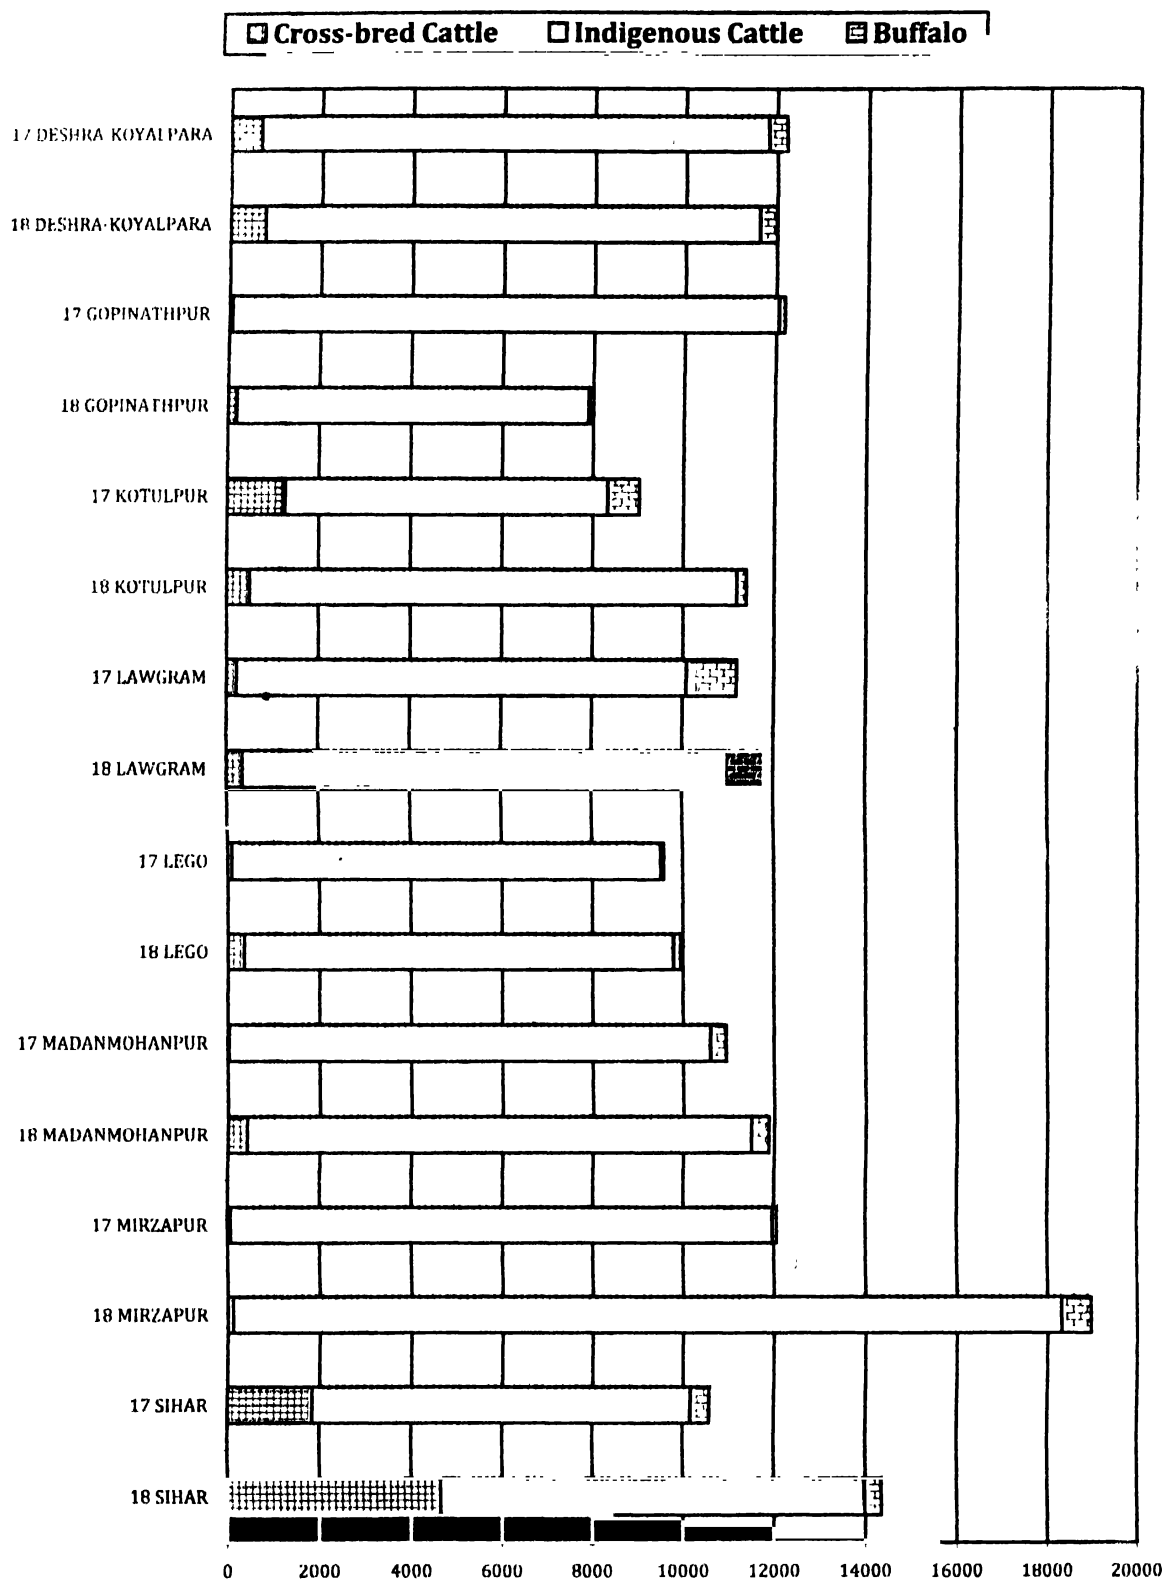 Cross-bred Cattle Indigenous Cattle Buffalo
17 DESHRA-KOYALPARA
18 DESHRA-KOYALPARA
17 GOPINATHPUR
18 GOPINATHPUR
17 KOTULPUR
18 KOTULPUR
17 LAWGRAM
18 LAWGRAM
17 LEGO
18 LEGO
17 MADANMOHANPUR
18 MADANMOHANPUR
17 MIRZAPUR
18 MIRZAPUR
17 SIHAR
18 SIHAR
0 2000 4000 6000 8000 10000 12000 14000 16000 18000 20000